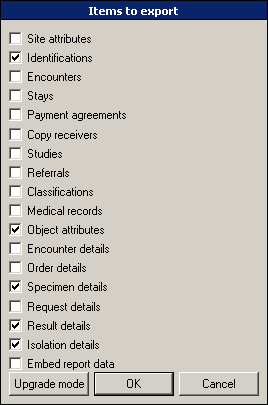 Items to export
Site attributes
Identifications
Encounters
Stays
Payment agreements
Copy receivers
Studies
Referrals
Classifications
Medical records
Object attributes
Encounter details
Order details
Specimen details
Request details
Result details
Isolation details
Embed report data
Upgrade mode OK Cancel